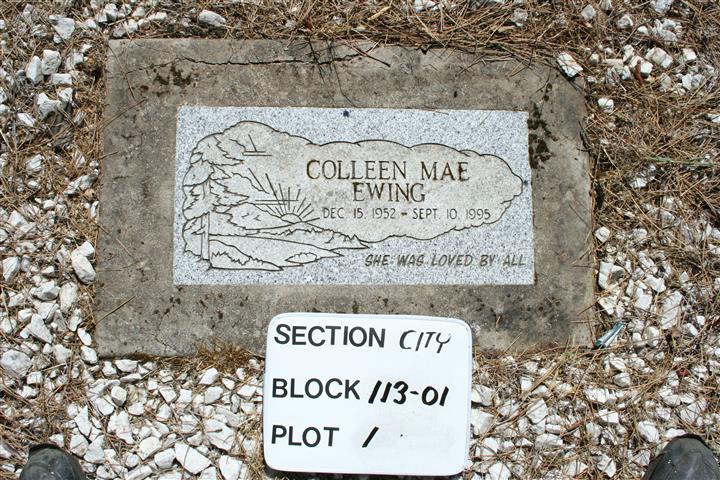 COLLEEN MAE
EWING
DEC. 15, 1952 - SEPT. 10, 1995
SHE WAS LOVED BY ALL
SECTION CITY
BLOCK 113-01
PLOT 1